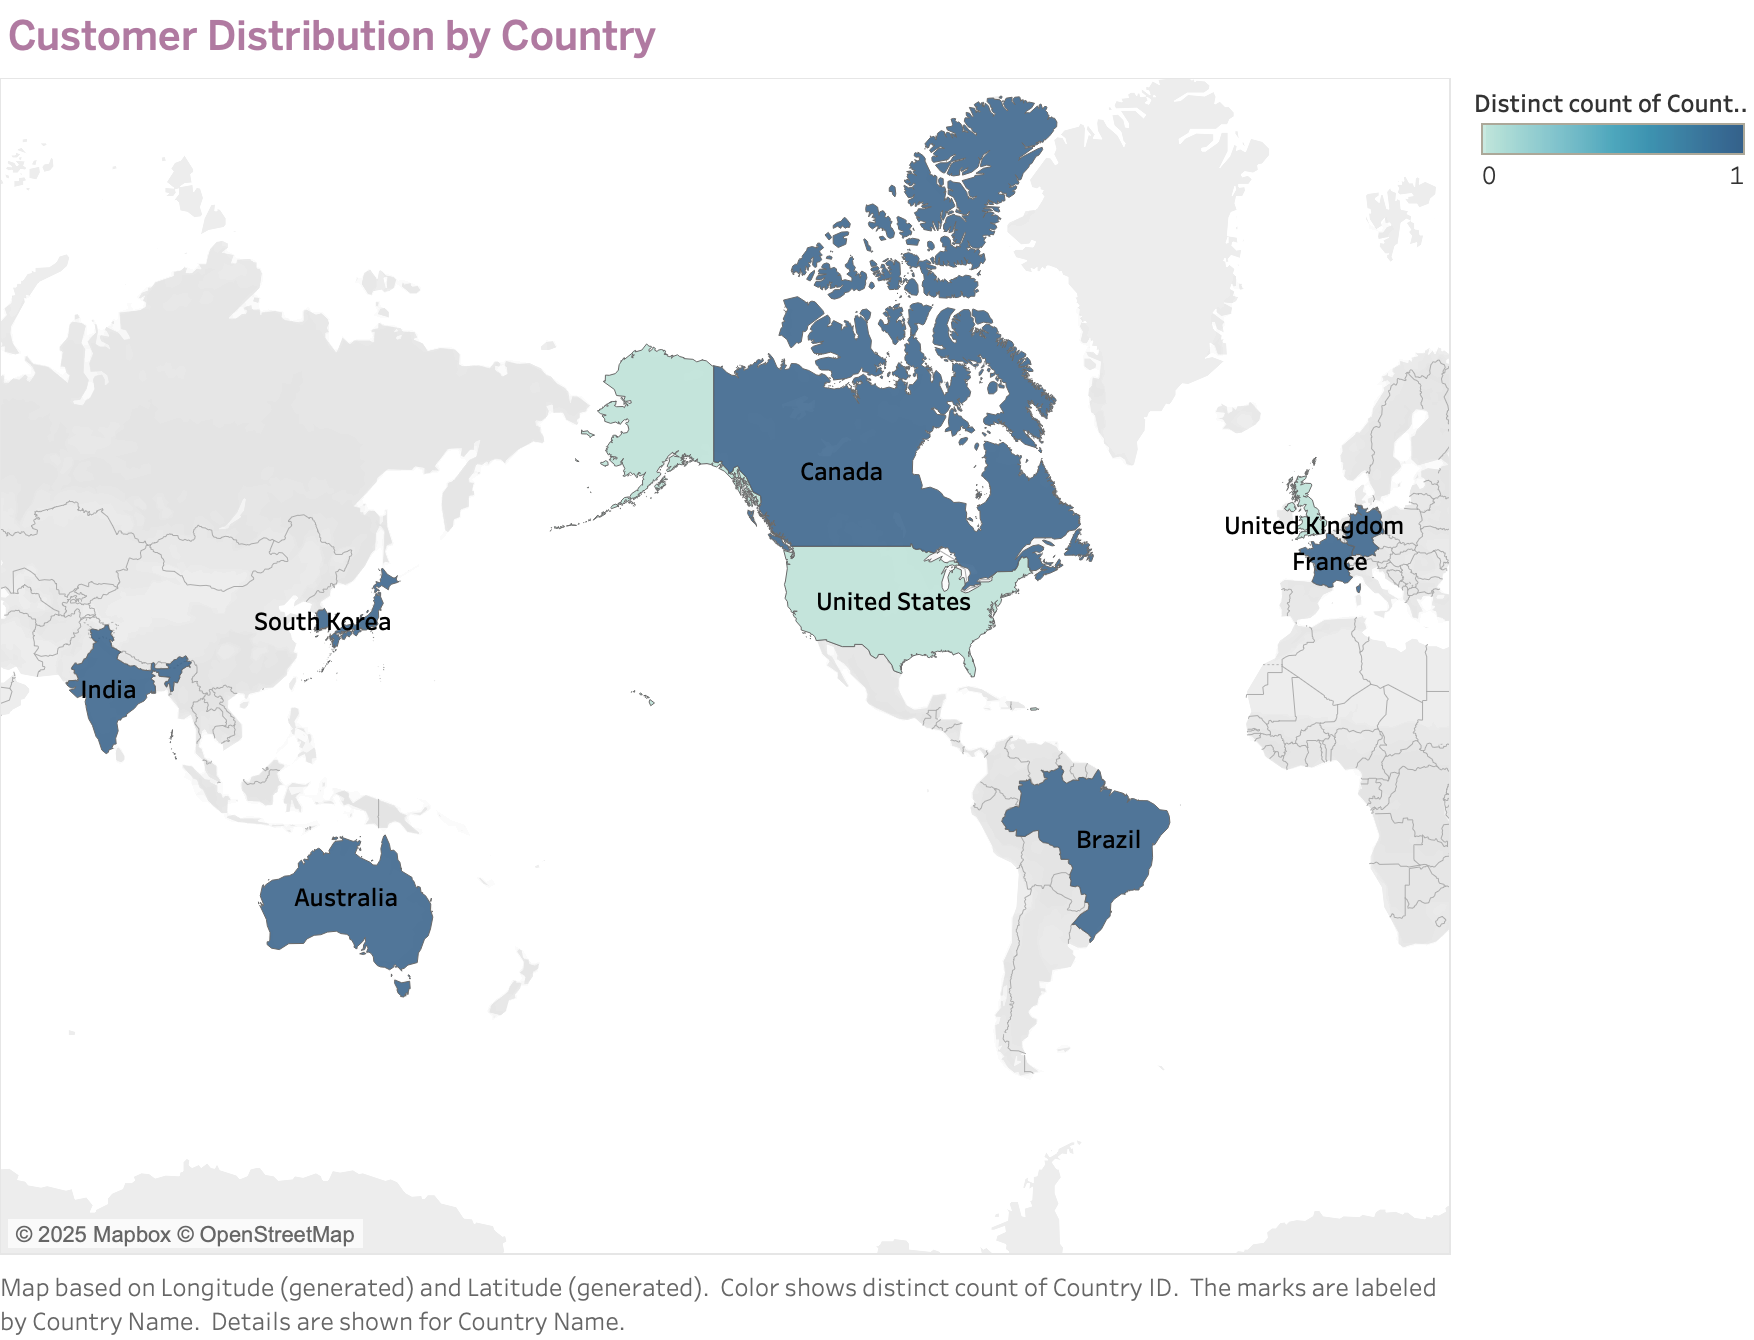 Customer Distribution by Country
Distinct count of Count..
0 1
Canada
United Kingdom
France
United States
South Korea
India
Brazil
Australia
© 2025 Mapbox © OpenStreetMap
Map based on Longitude (generated) and Latitude (generated).  Color shows distinct count of Country ID.  The marks are labeled
by Country Name.  Details are shown for Country Name.